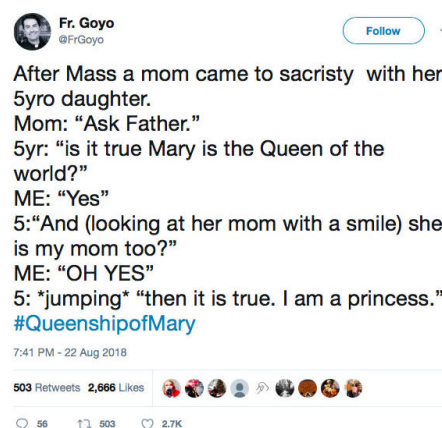 Fr. Goyo
@FrGoyo
Follow
After Mass a mom came to sacristy with her
5yro daughter.
Mom: “Ask Father.”
5yr: “is it true Mary is the Queen of the
world?”
ME: “Yes”
5:“And (looking at her mom with a smile) she
is my mom too?”
ME: “OH YES”
5: *jumping* “then it is true. I am a princess.”
#QueenshipofMary
7:41 PM - 22 Aug 2018
503 Retweets 2,666 Likes
56 503 2.7K